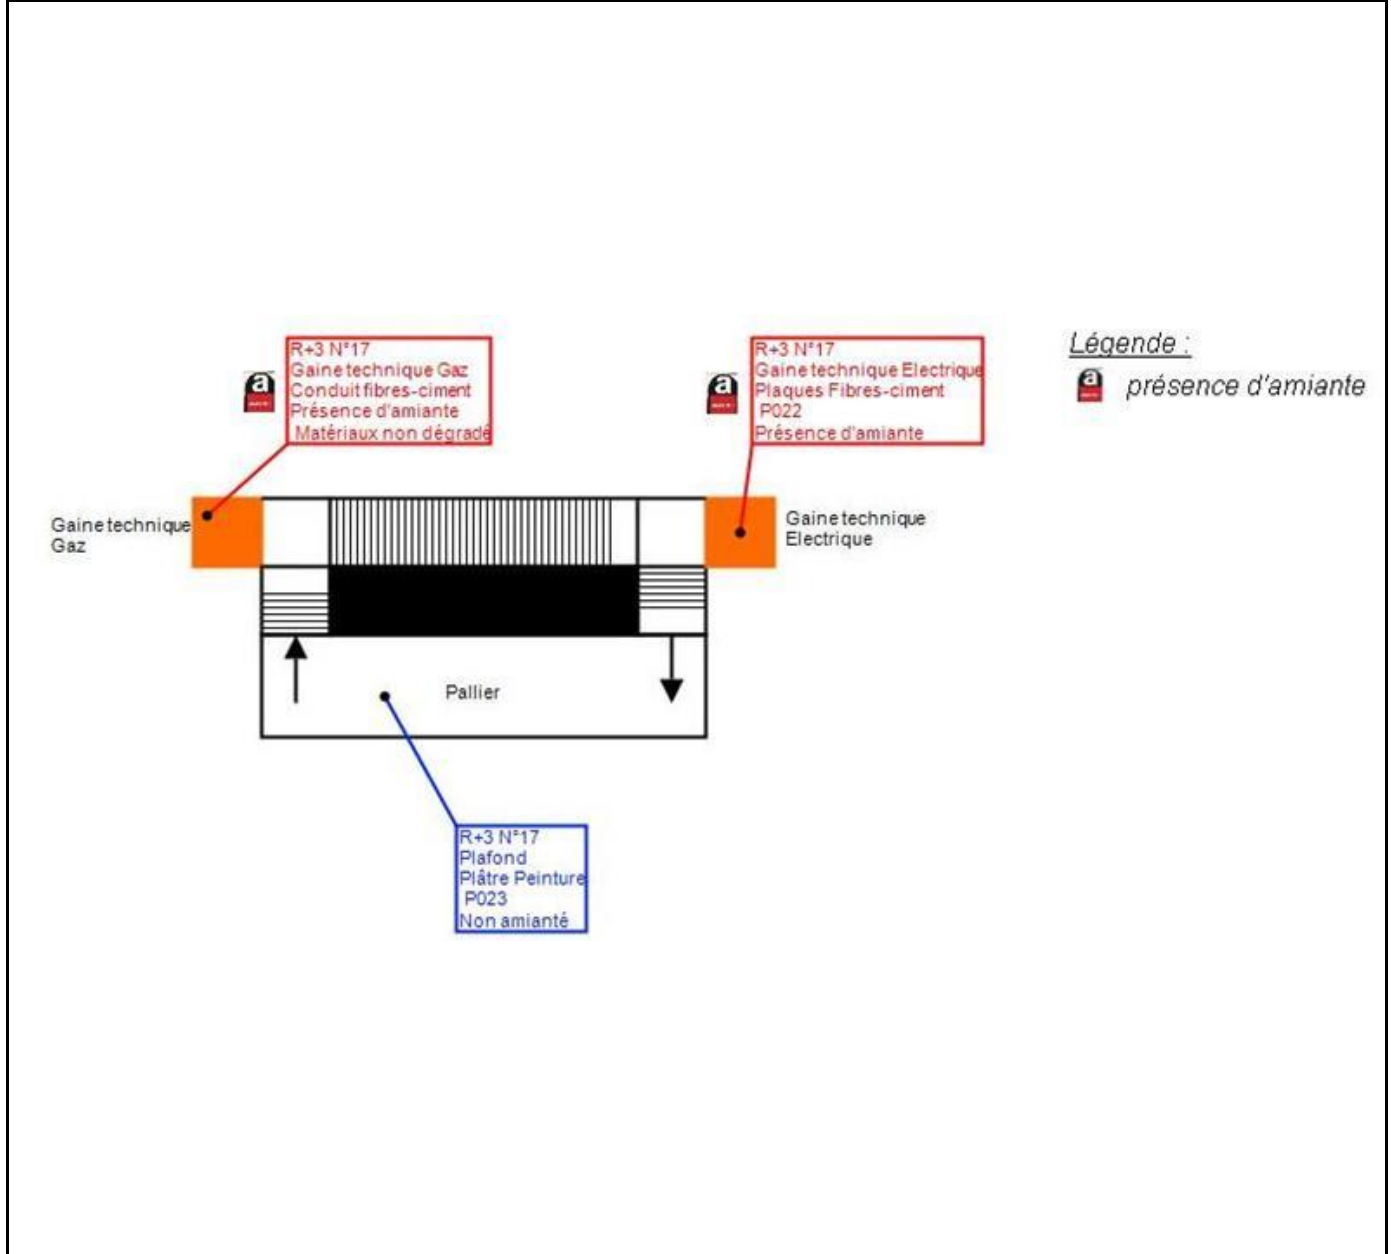 R+3 N°17
Gaine technique Gaz
Conduit fibres-ciment
Présence d'amiante
Matériaux non dégradé
R+3 N°17
Gaine technique Electrique
Plaques Fibres-ciment
P022
Présence d'amiante
Légende :
a
présence d'amiante
a
a
Gaine technique
Gaz
Gaine technique
Electrique
Pallier
R+3 N°17
Plafond
Plâtre Peinture
P023
Non amianté